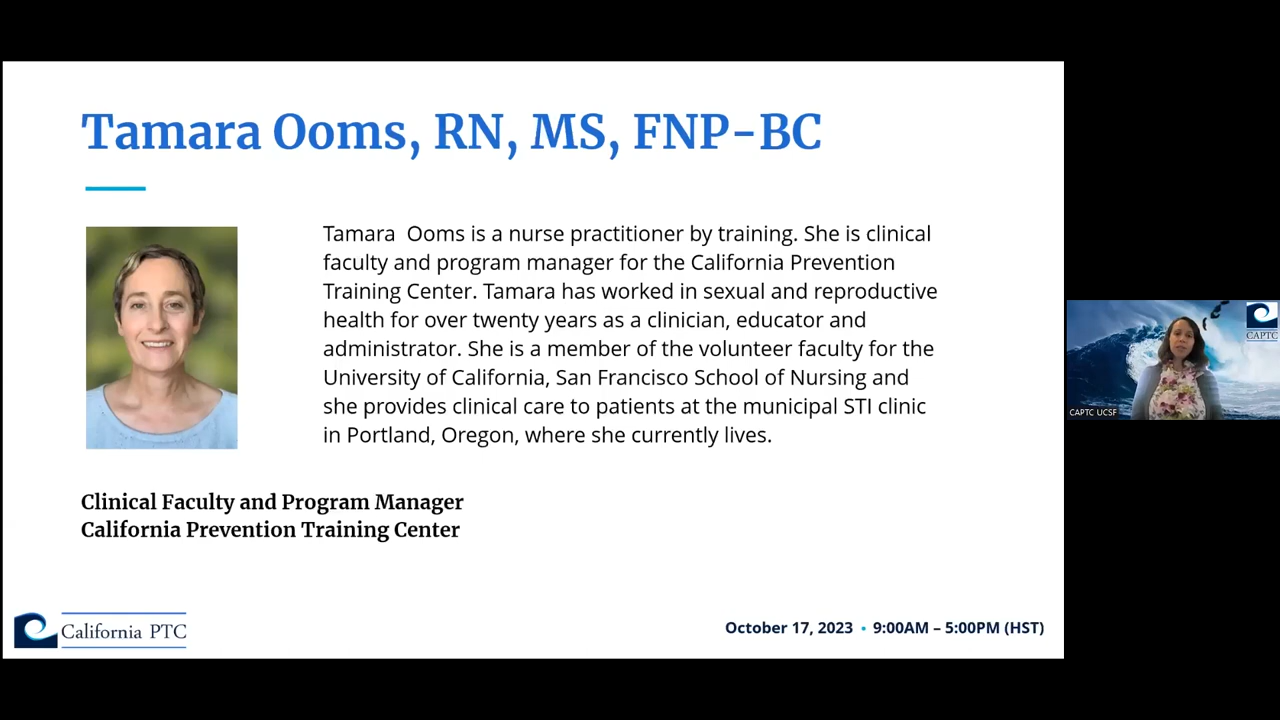 Tamara Ooms, RN, MS, FNP-BC
Tamara  Ooms is a nurse practitioner by training. She is clinical
faculty and program manager for the California Prevention
Training Center. Tamara has worked in sexual and reproductive
health for over twenty years as a clinician, educator and
administrator. She is a member of the volunteer faculty for the
University of California, San Francisco School of Nursing and
she provides clinical care to patients at the municipal STI clinic
in Portland, Oregon, where she currently lives.
Clinical Faculty and Program Manager
California Prevention Training Center
California PTC
October 17, 2023 • 9:00AM – 5:00PM (HST)
CAPTC
CAPTC UCSF